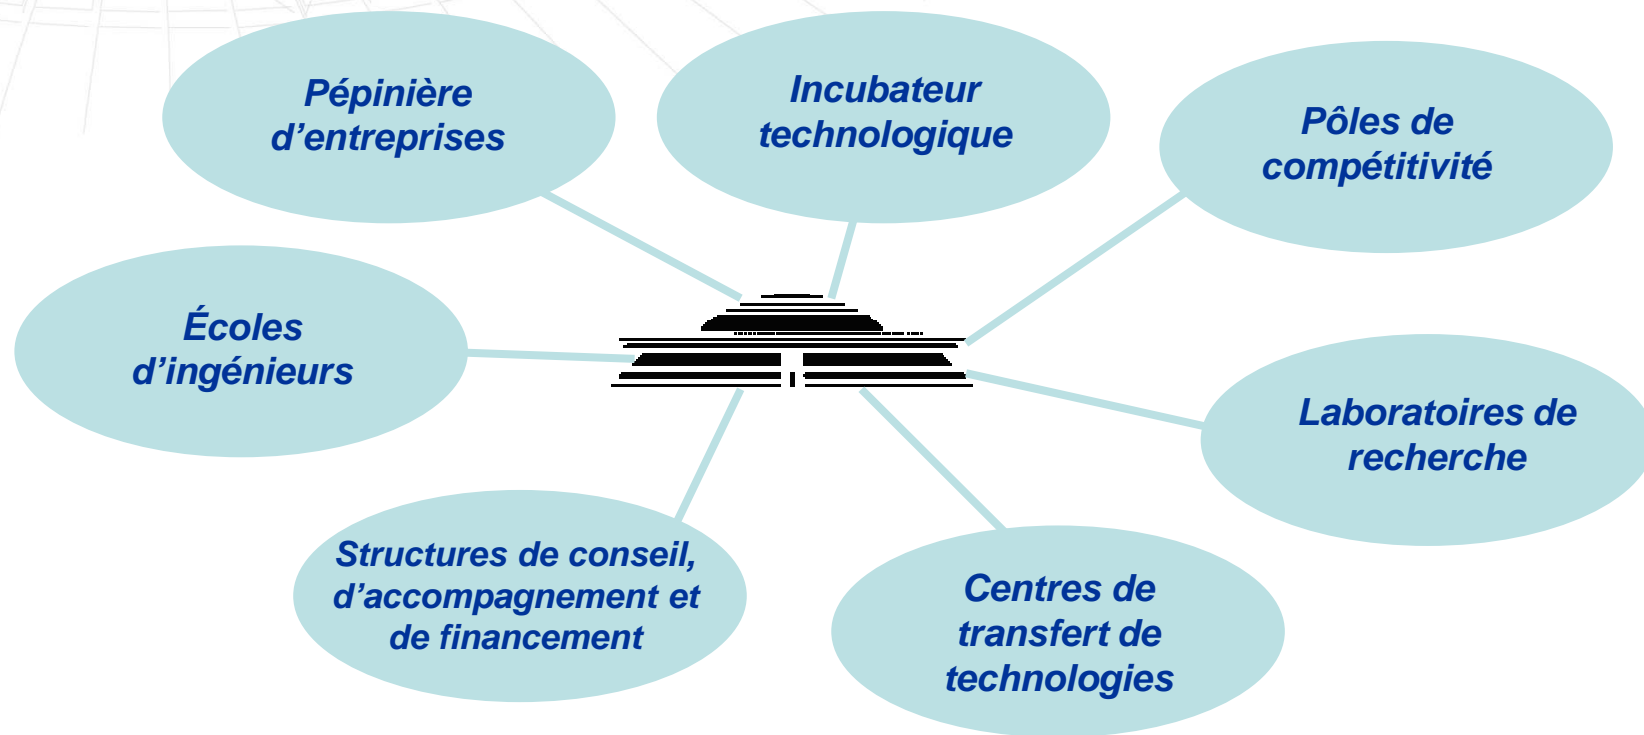 Pépinière
d’entreprises
Incubateur
technologique
Pôles de
compétitivité
Écoles
d’ingénieurs
Laboratoires de
recherche
Structures de conseil,
d’accompagnement et
de financement
Centres de
transfert de
technologies